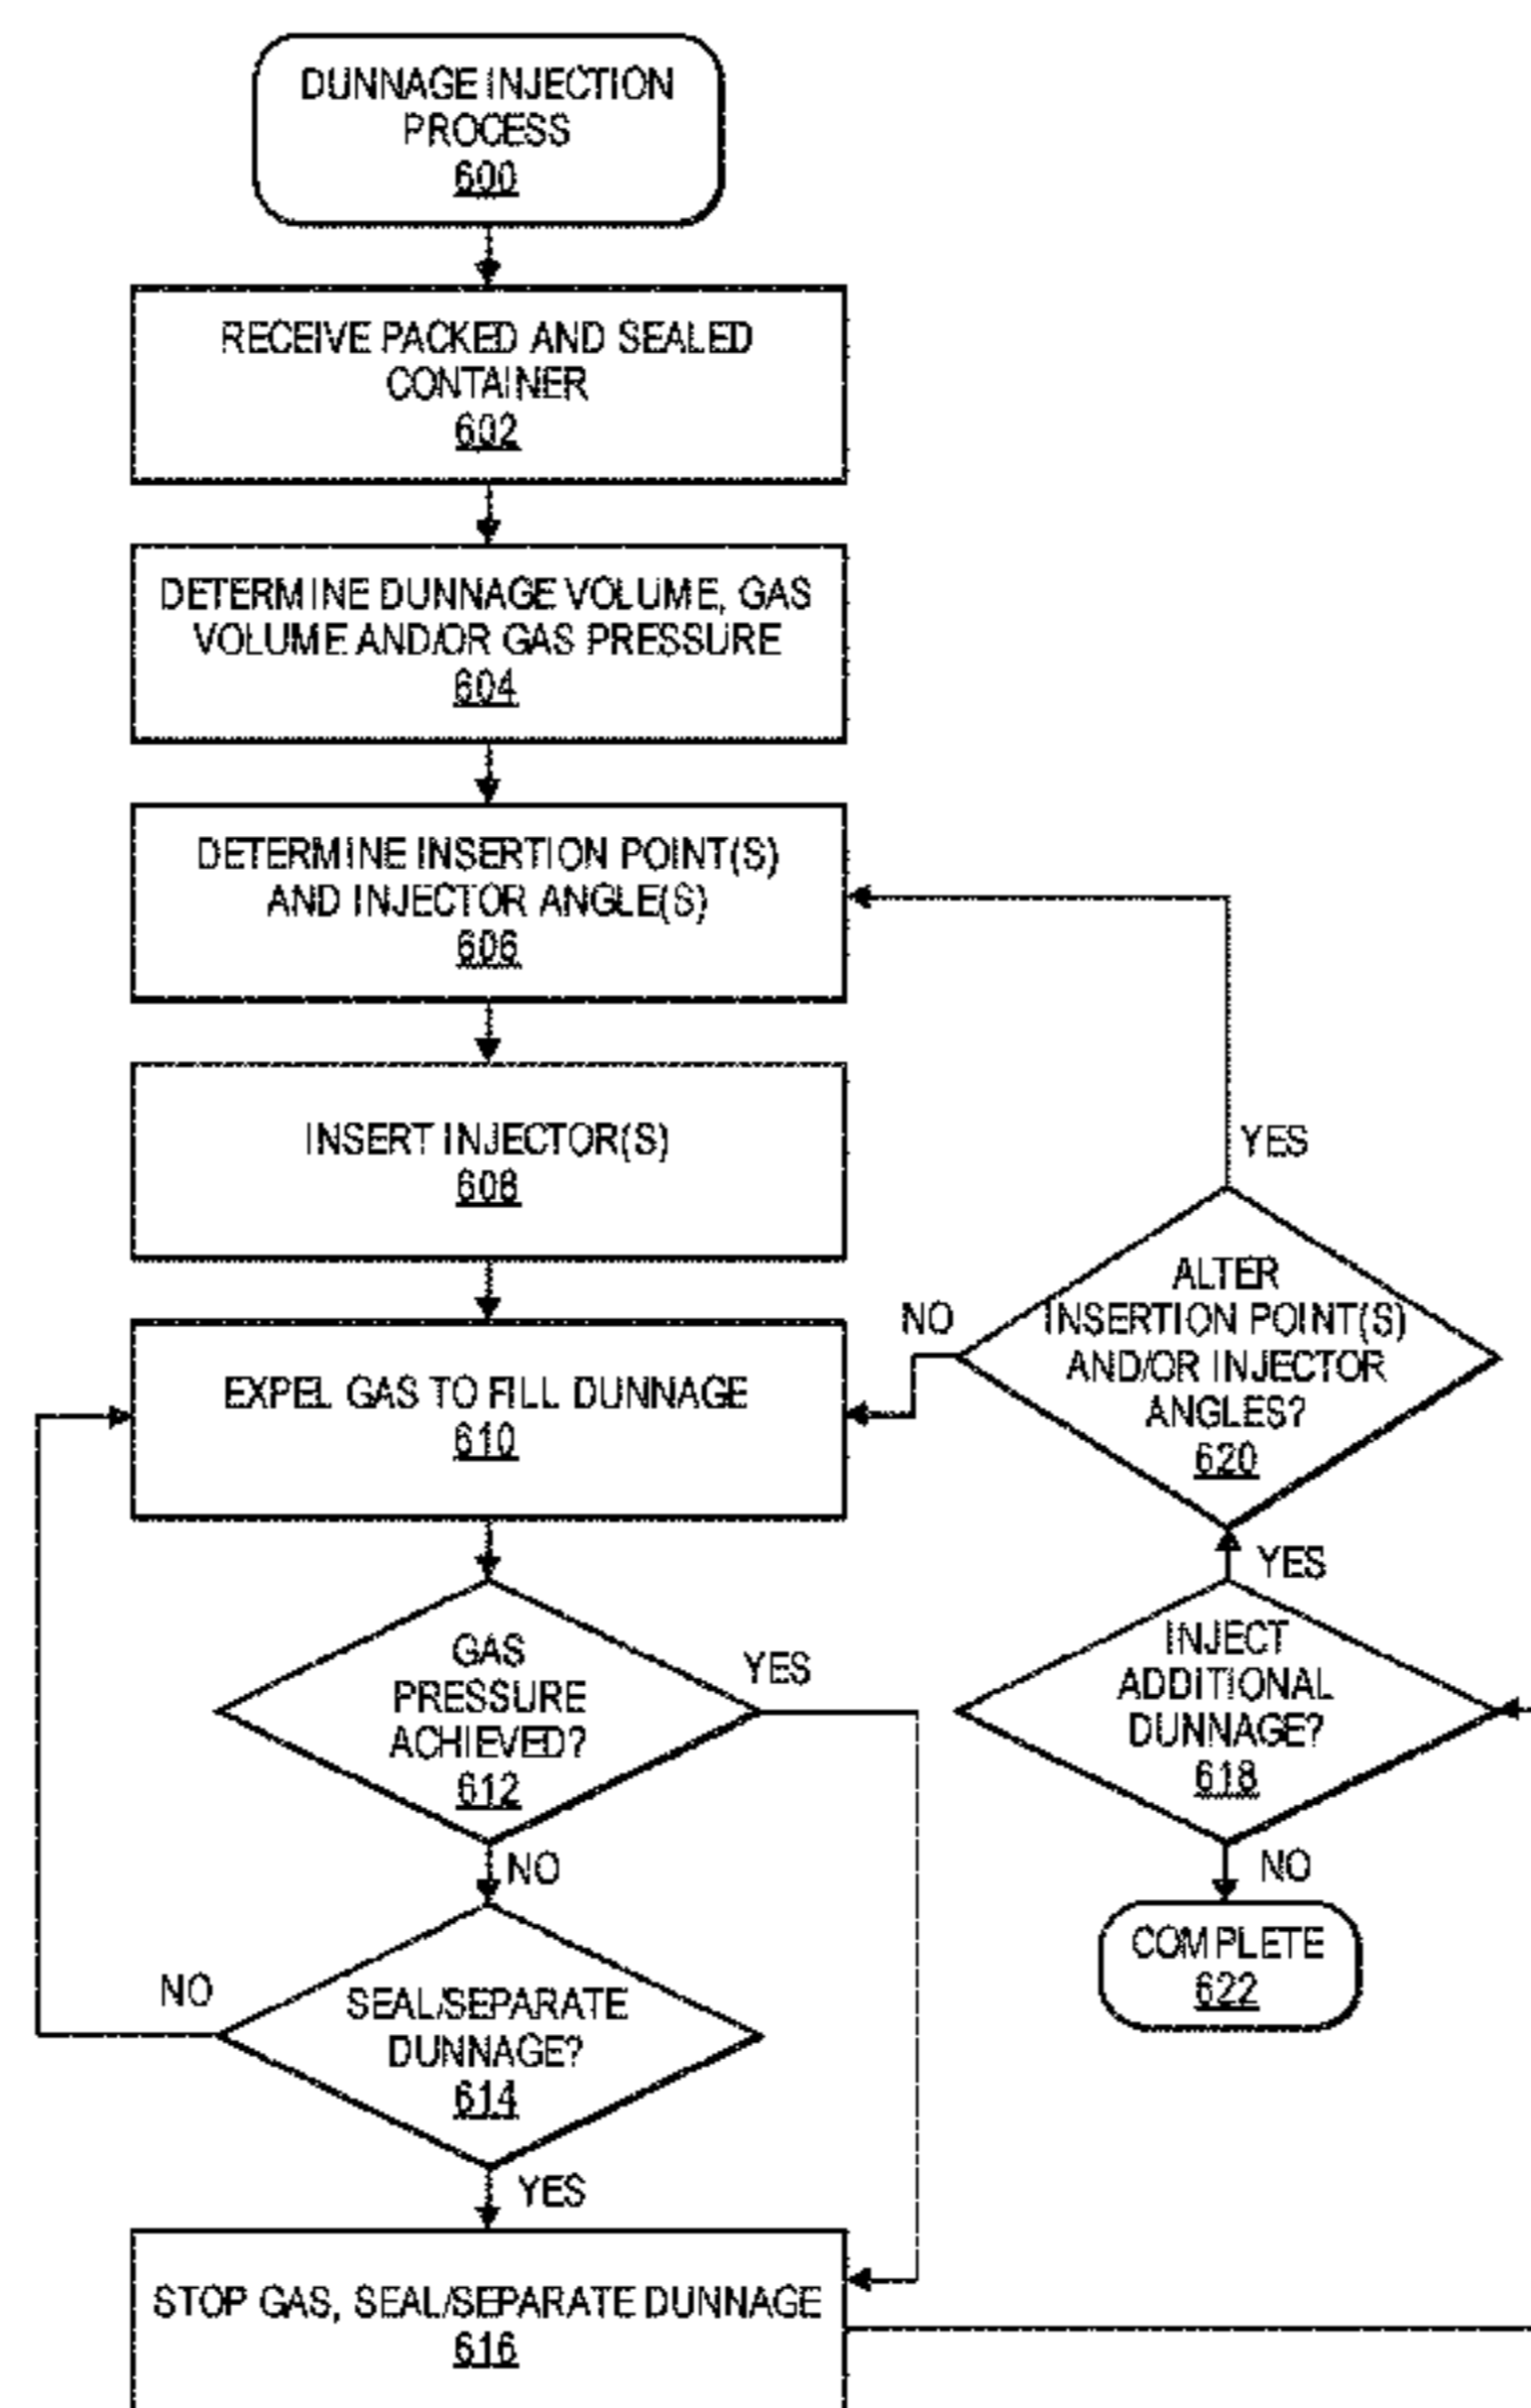 DUNNAGE INJECTION
PROCESS
600
RECEIVE PACKED AND SEALED
CONTAINER
602
DETERMINE DUNNAGE VOLUME, GAS
VOLUME AND/OR GAS PRESSURE
604
DETERMINE INSERTION POINT(S)
AND INJECTOR ANGLE(S)
606
INSERT INJECTOR(S)
608
YES
ALTER
INSERTION POINT(S)
AND/OR INJECTOR
ANGLES?
620
NO
EXPEL GAS TO FILL DUNNAGE
610
YES
GAS
PRESSURE
ACHIEVED?
612
YES
INJECT
ADDITIONAL
DUNNAGE?
618
NO
NO
COMPLETE
622
NO
SEAL/SEPARATE
DUNNAGE?
614
YES
STOP GAS, SEAL/SEPARATE DUNNAGE
616